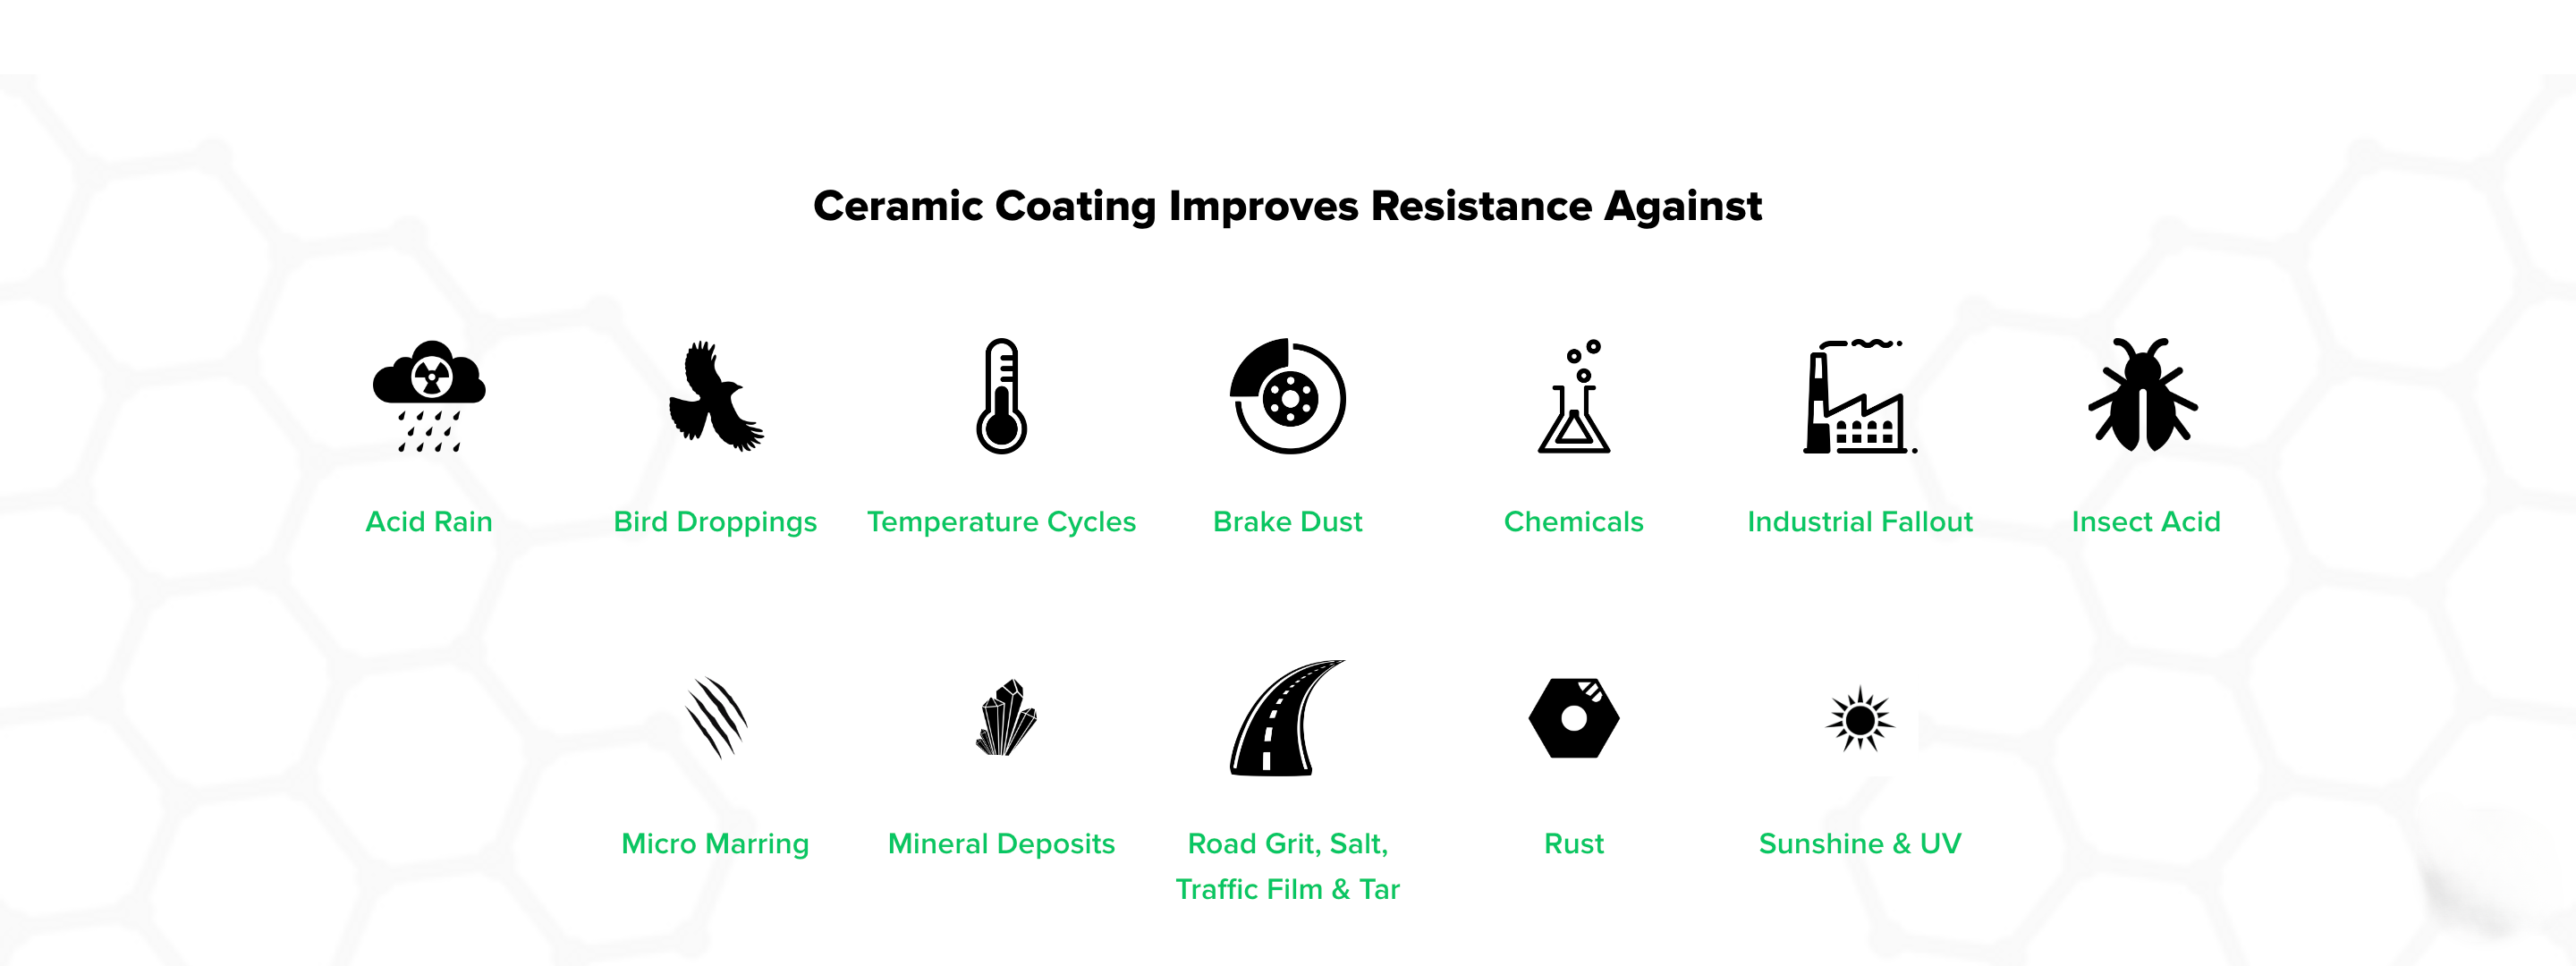 Ceramic Coating Improves Resistance Against
Acid Rain
Bird Droppings
Temperature Cycles
Brake Dust
Chemicals
Industrial Fallout
Insect Acid
Micro Marring
Mineral Deposits
Road Grit, Salt,
Traffic Film & Tar
Rust
Sunshine & UV